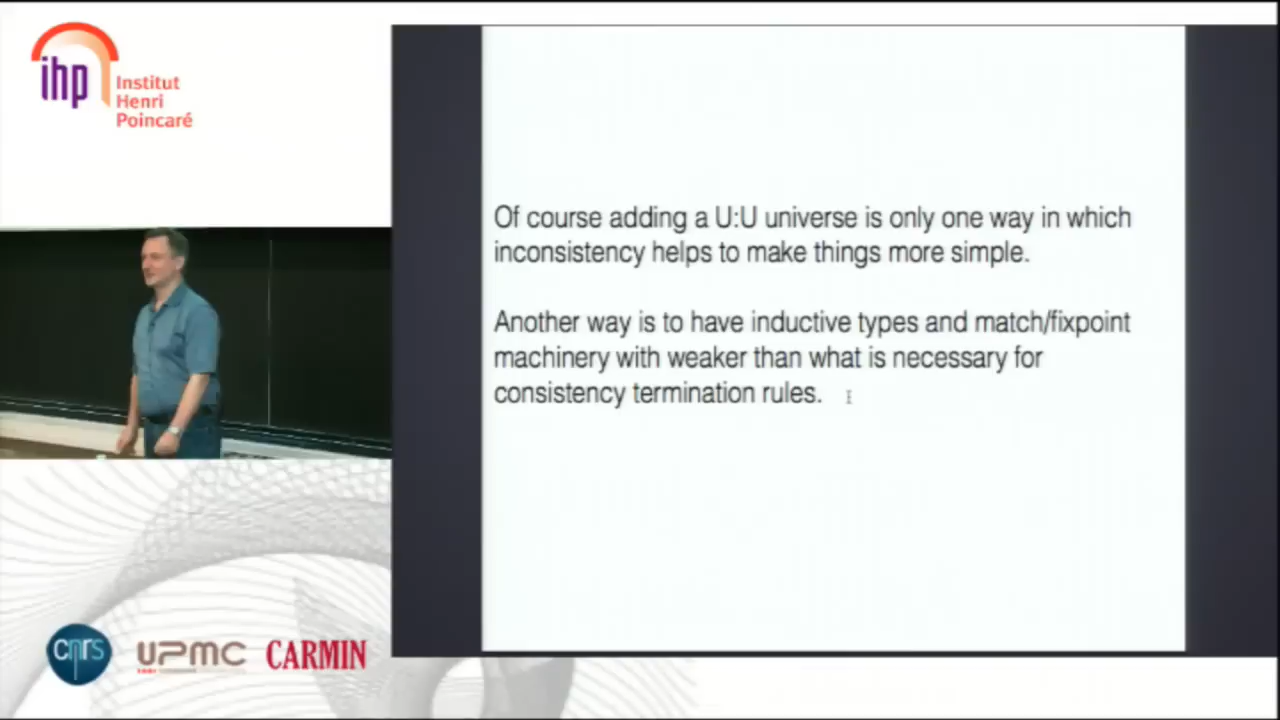 ihp
Institut
Henri
Poincaré
Of course adding a U:U universe is only one way in which
inconsistency helps to make things more simple.
Another way is to have inductive types and match/fixpoint
machinery with weaker than what is necessary for
consistency termination rules.
cnrs
UPMC
CARMIN